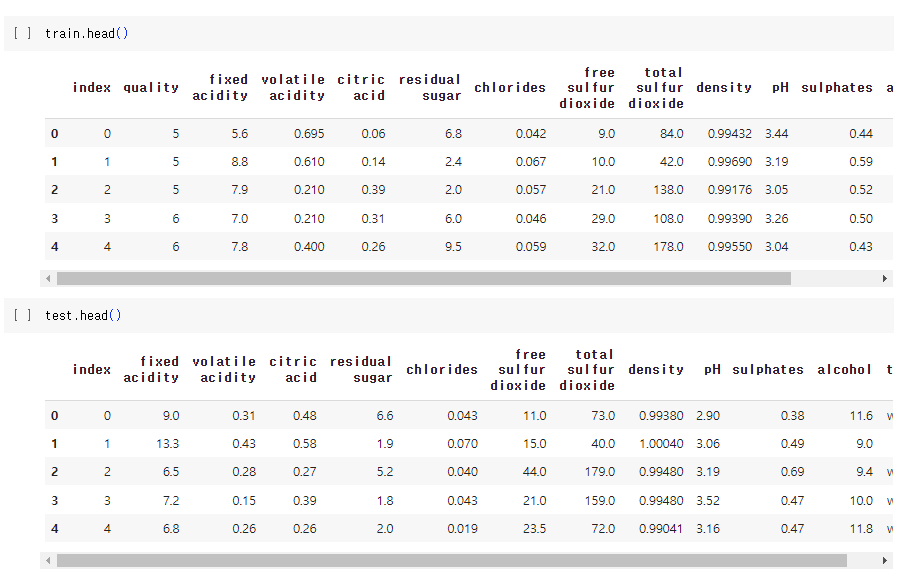 [ ] train.head()
index quality fixed acidity volatile acidity citric acid residual sugar chlorides free sulfur dioxide total sulfur dioxide density pH sulphates a
0 0 5 5.6 0.695 0.06 6.8 0.042 9.0 84.0 0.99432 3.44 0.44
1 1 5 8.8 0.610 0.14 2.4 0.067 10.0 42.0 0.99690 3.19 0.59
2 2 5 7.9 0.210 0.39 2.0 0.057 21.0 138.0 0.99176 3.05 0.52
3 3 6 7.0 0.210 0.31 6.0 0.046 29.0 108.0 0.99390 3.26 0.50
4 4 6 7.8 0.400 0.26 9.5 0.059 32.0 178.0 0.99550 3.04 0.43
[ ] test.head()
index fixed acidity volatile acidity citric acid residual sugar chlorides free sulfur dioxide total sulfur dioxide density pH sulphates alcohol t
0 0 9.0 0.31 0.48 6.6 0.043 11.0 73.0 0.99380 2.90 0.38 11.6 w
1 1 13.3 0.43 0.58 1.9 0.070 15.0 40.0 1.00040 3.06 0.49 9.0
2 2 6.5 0.28 0.27 5.2 0.040 44.0 179.0 0.99480 3.19 0.69 9.4 w
3 3 7.2 0.15 0.39 1.8 0.043 21.0 159.0 0.99480 3.52 0.47 10.0 w
4 4 6.8 0.26 0.26 2.0 0.019 23.5 72.0 0.99041 3.16 0.47 11.8 w